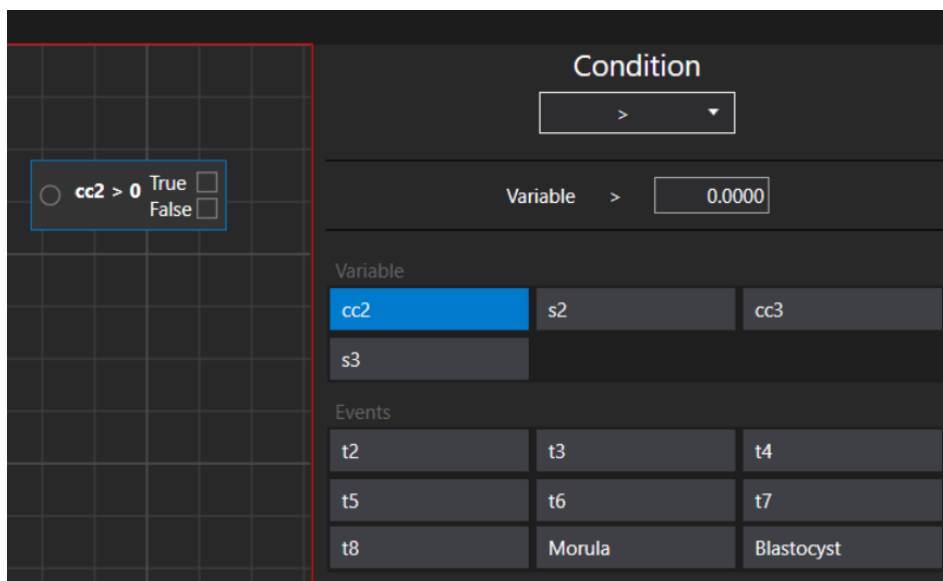 Condition
>
cc2 > 0 True
False
Variable > 0.0000
Variable
cc2 s2 cc3
s3
Events
t2 t3 t4
t5 t6 t7
t8 Morula Blastocyst